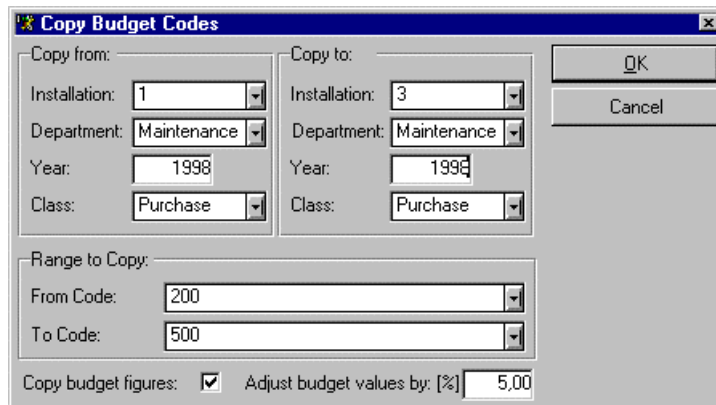 Copy Budget Codes
Copy from:
Installation: 1
Department: Maintenance
Year: 1998
Class: Purchase
Copy to:
Installation: 3
Department: Maintenance
Year: 1998
Class: Purchase
OK
Cancel
Range to Copy:
From Code: 200
To Code: 500
Copy budget figures: Adjust budget values by: [%] 5,00